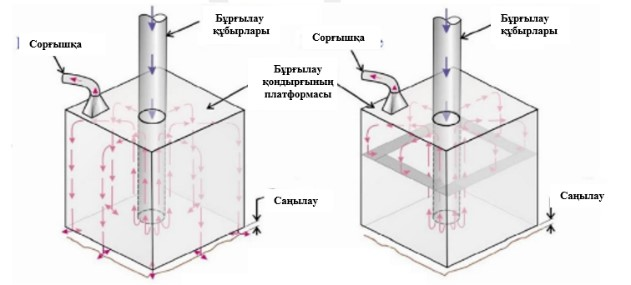 Бұрғылау
құбырлары
Сорғышқа
Бұрғылау
қондырғының
платформасы
Саңылау
Бұрғылау
құбырлары
Сорғышқа
Саңылау